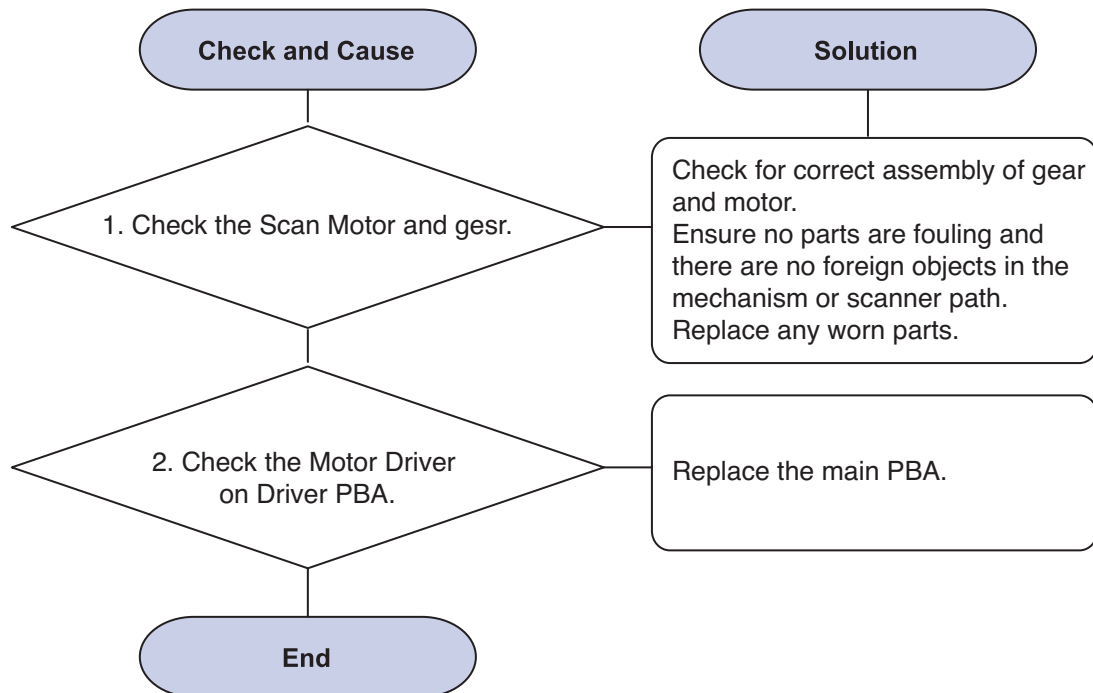 Check and Cause
Solution
1. Check the Scan Motor and gesr.
Check for correct assembly of gear
and motor.
Ensure no parts are fouling and
there are no foreign objects in the
mechanism or scanner path.
Replace any worn parts.
2. Check the Motor Driver
on Driver PBA.
Replace the main PBA.
End